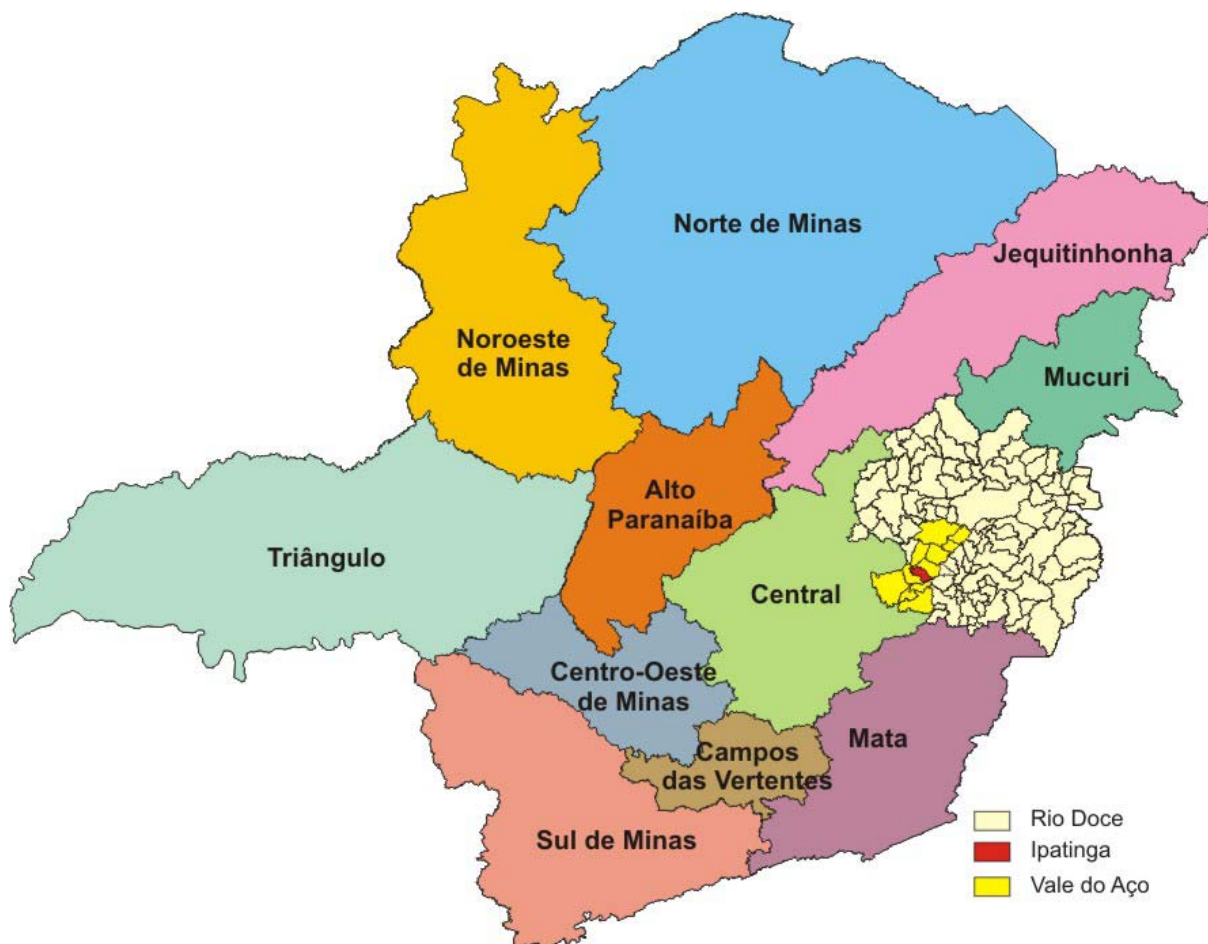 Norte de Minas
Jequitinhonha
Noroeste
de Minas
Mucuri
Alto
Paranaíba
Triângulo
Central
Centro-Oeste
de Minas
Mata
Campos
das Vertentes
Sul de Minas
Rio Doce
Ipatinga
Vale do Aço